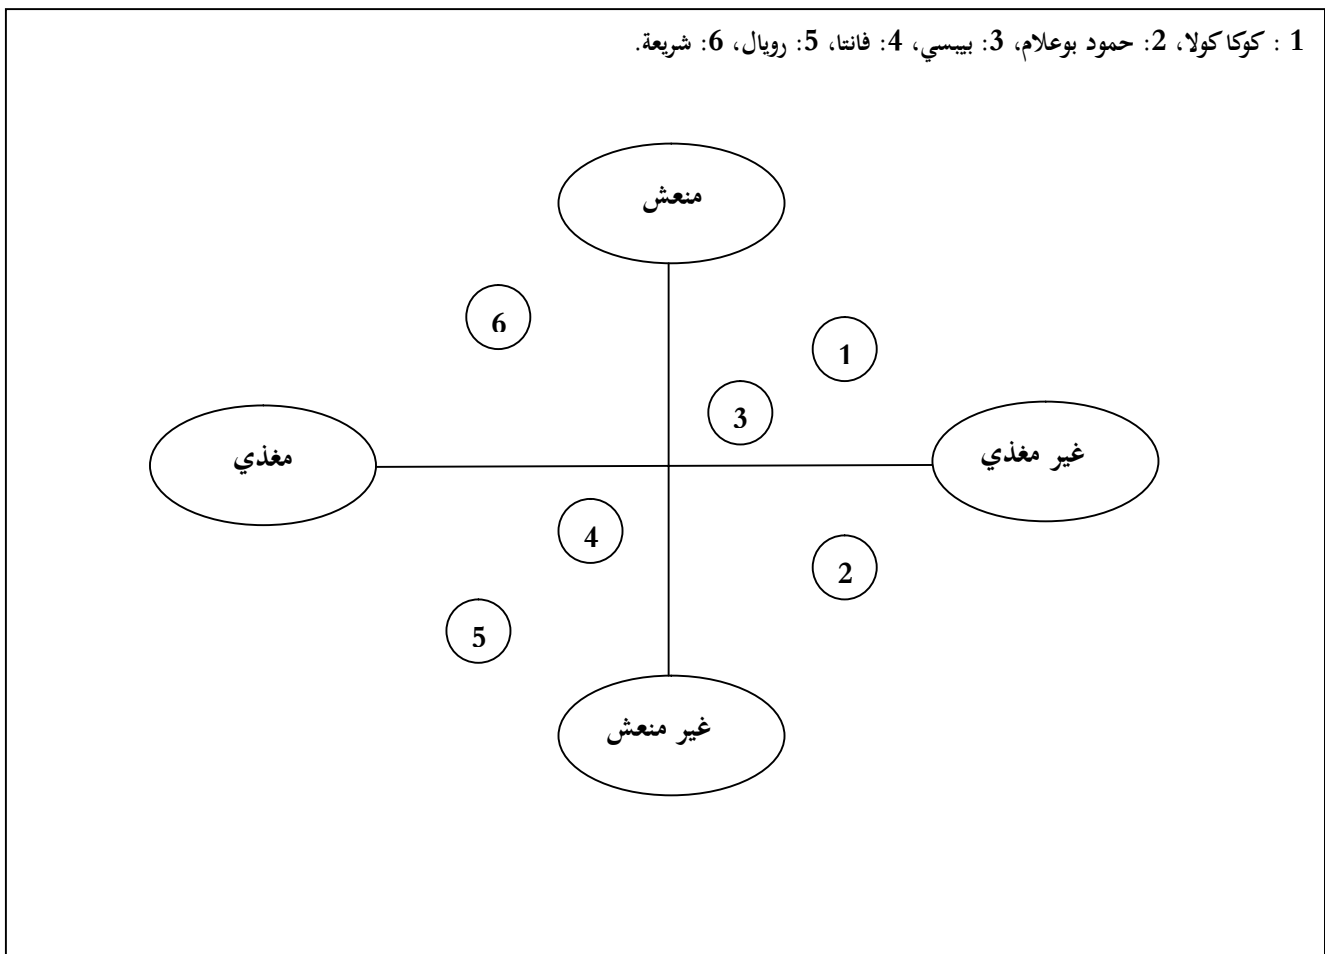 1 : كوكا كولا، 2: حمود بوعلام، 3: بيبسي، 4: فانتا، 5: رويال، 6: شريعة.
منعش
6
1
3
غير مغذي
مغذي
4
2
5
غير منعش